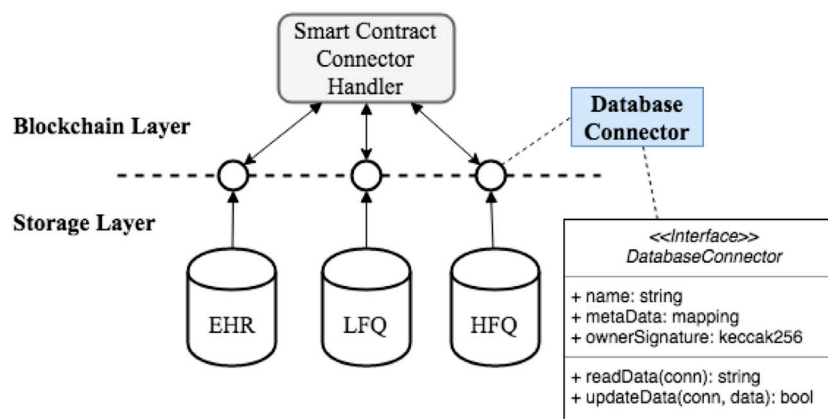 Smart Contract
Connector
Handler
Blockchain Layer
Database
Connector
Storage Layer
EHR
LFQ
HFQ
<<Interface>>
DatabaseConnector
+ name: string
+ metaData: mapping
+ ownerSignature: keccak256
+ readData(conn): string
+ updateData(conn, data): bool